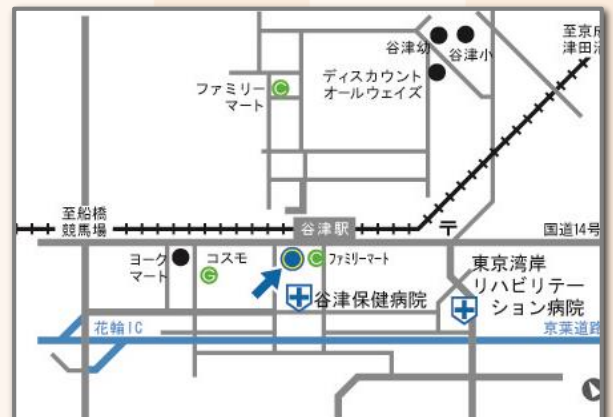 谷津幼
谷津小
至京成
津田沼
ディスカウント
オールウェイズ
ファミリー
マート
C
至船橋
競馬場
谷津駅
〒
国道14号
ヨーク
マート
コスモ
G
C
ファミリーマート
谷津保健病院
東京湾岸
リハビリテー
ション病院
花輪IC
京葉道路